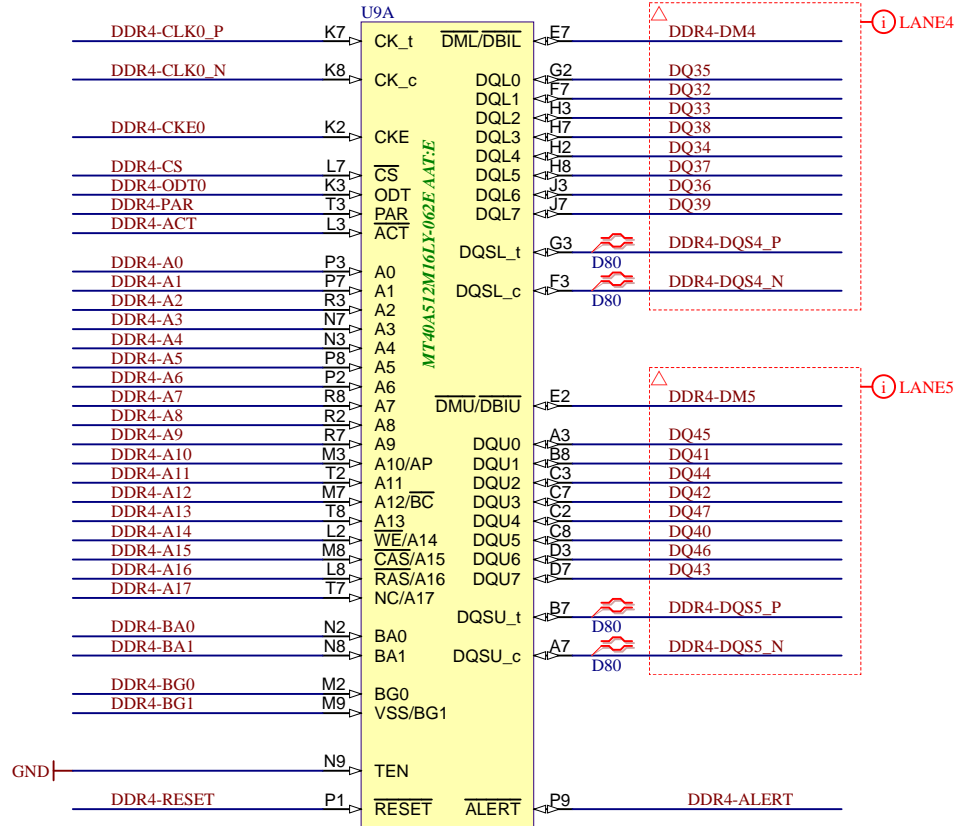 U9A
DDR4-CLK0_P K7 CK_t DML/DBIL E7 DDR4-DM4 i LANE4
DDR4-CLK0_N K8 CK_c DQL0 G2 DQ35
DQL1 F7 DQ32
DQL2 H3 DQ33
DDR4-CKE0 K2 CKE DQL3 H7 DQ38
DQL4 H2 DQ34
DDR4-CS L7 CS DQL5 H8 DQ37
DDR4-ODT0 K3 ODT DQL6 J3 DQ36
DDR4-PAR T3 PAR DQL7 J7 DQ39
DDR4-ACT L3 ACT
DQSL_t G3 D80 DDR4-DQS4_P
DDR4-A0 P3 A0
DDR4-A1 P7 A1 DQSL_c F3 D80 DDR4-DQS4_N
DDR4-A2 R3 A2
DDR4-A3 N7 A3
DDR4-A4 N3 A4
DDR4-A5 P8 A5
DDR4-A6 P2 A6
MT40A512M16LY-062E AAT:E
DDR4-A7 R8 A7 DMU/DBIU E2 DDR4-DM5 i LANE5
DDR4-A8 R2 A8
DDR4-A9 R7 A9 DQU0 A3 DQ45
DDR4-A10 M3 A10/AP DQU1 B8 DQ41
DDR4-A11 T2 A11 DQU2 C3 DQ44
DDR4-A12 M7 A12/BC DQU3 C7 DQ42
DDR4-A13 T8 A13 DQU4 C2 DQ47
DDR4-A14 L2 WE/A14 DQU5 C8 DQ40
DDR4-A15 M8 CAS/A15 DQU6 D3 DQ46
DDR4-A16 L8 RAS/A16 DQU7 D7 DQ43
DDR4-A17 T7 NC/A17
DQSU_t B7 D80 DDR4-DQS5_P
DDR4-BA0 N2 BA0
DDR4-BA1 N8 BA1 DQSU_c A7 D80 DDR4-DQS5_N
DDR4-BG0 M2 BG0
DDR4-BG1 M9 VSS/BG1
GND N9 TEN
DDR4-RESET P1 RESET ALERT P9 DDR4-ALERT